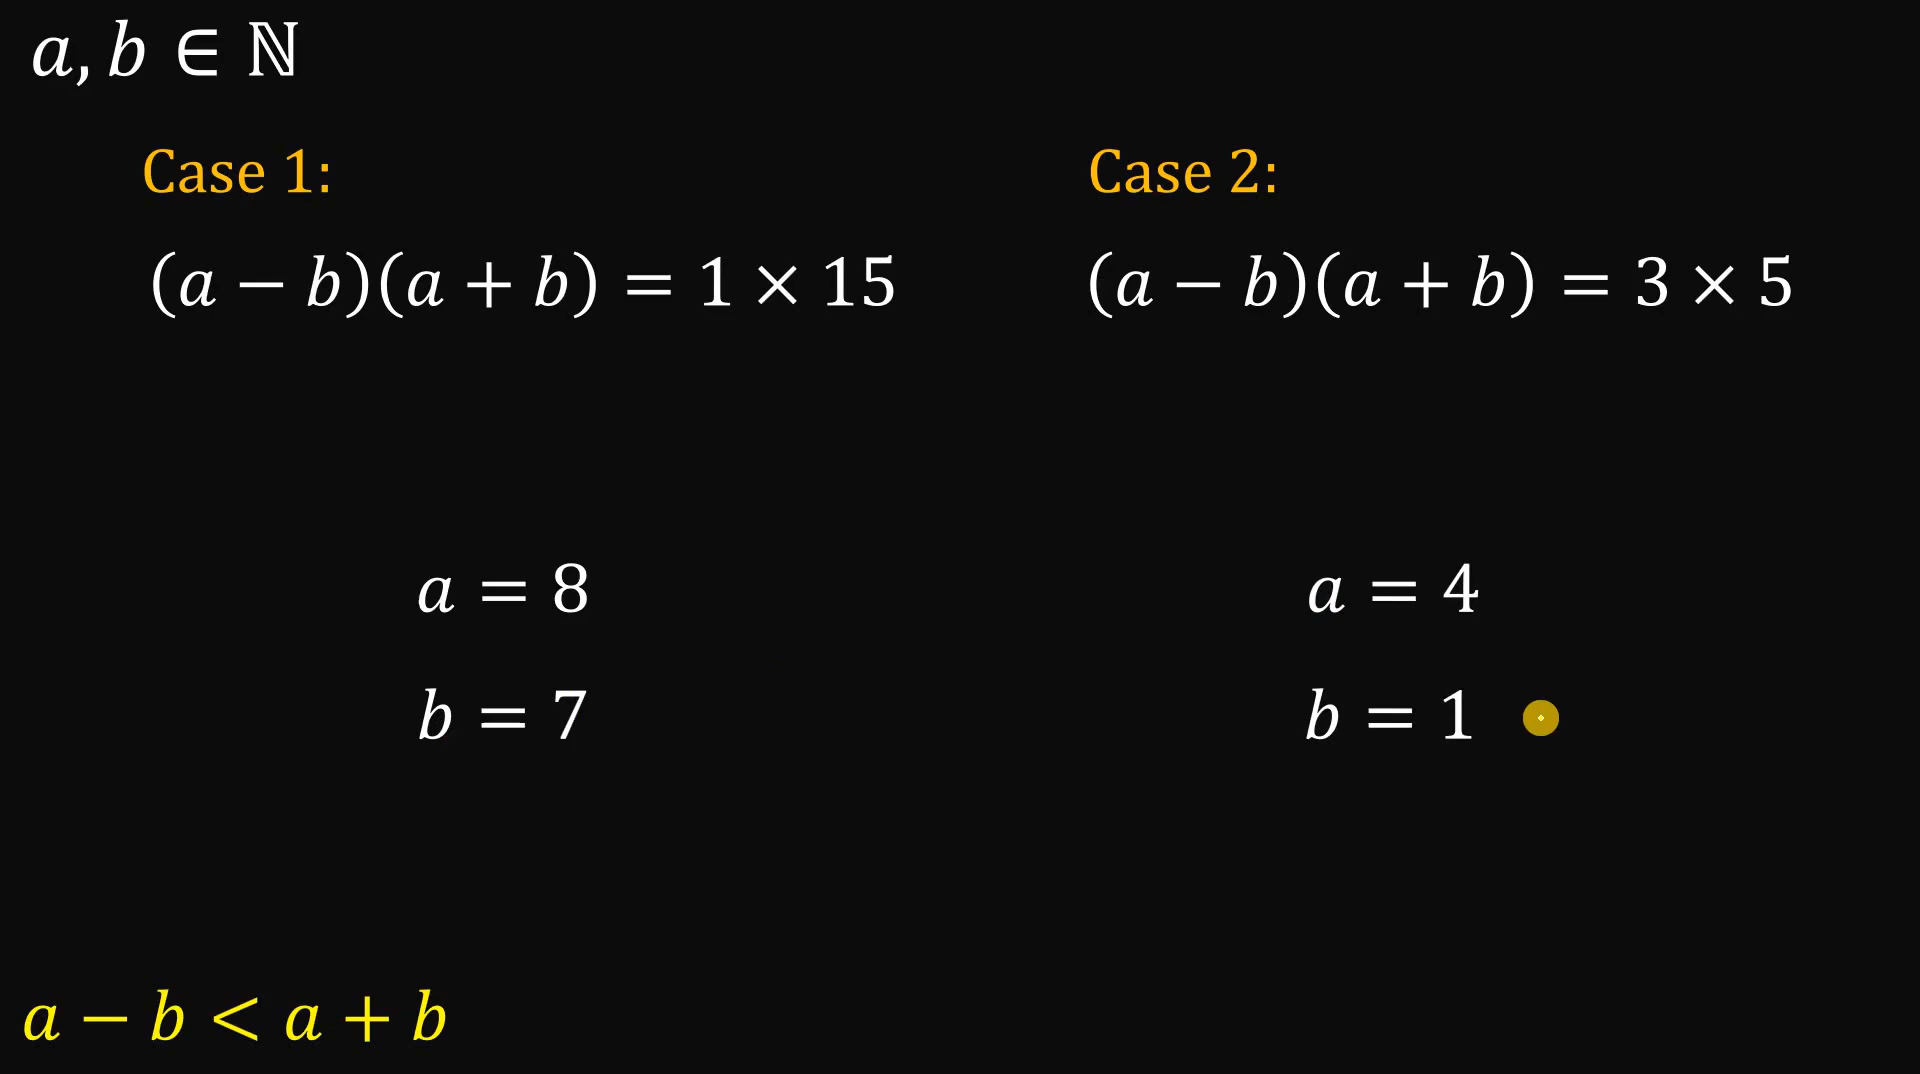 a, b ∈ ℕ
Case 1:
(a − b)(a + b) = 1 × 15
a = 8
b = 7
Case 2:
(a − b)(a + b) = 3 × 5
a = 4
b = 1
a − b < a + b